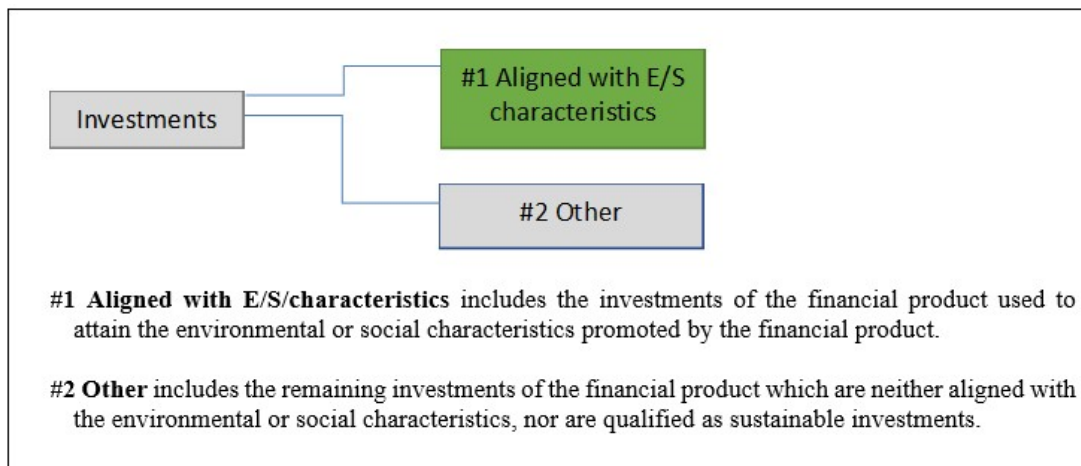 #1 Aligned with E/S
characteristics
Investments
#2 Other
#1 Aligned with E/S/characteristics includes the investments of the financial product used to
attain the environmental or social characteristics promoted by the financial product.
#2 Other includes the remaining investments of the financial product which are neither aligned with
the environmental or social characteristics, nor are qualified as sustainable investments.